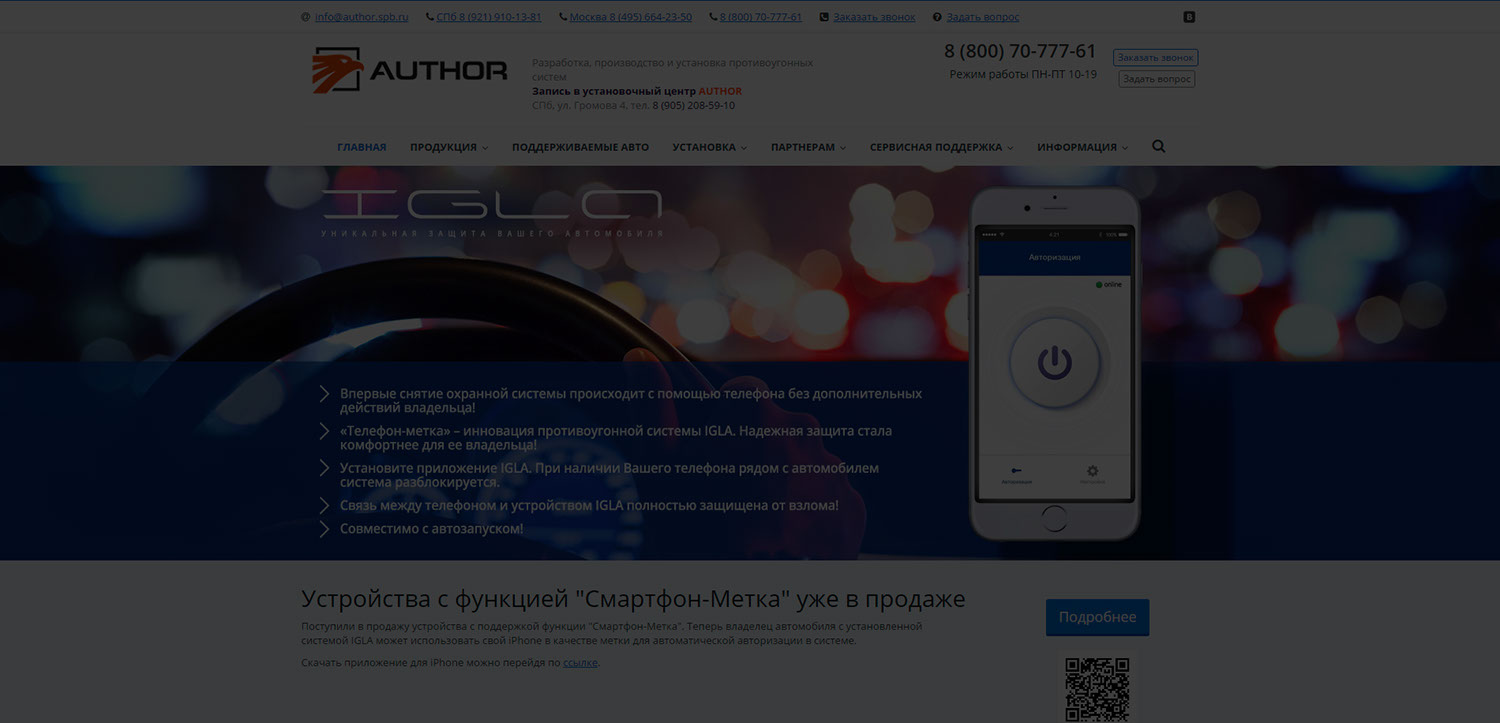 info@author.spb.ru СПб 8 (921) 910-13-81 Москва 8 (495) 664-23-50 8 (800) 70-777-61 Заказать звонок Задать вопрос В
AUTHOR
Разработка, производство и установка противоугонных
систем
Запись в установочный центр AUTHOR
СПб, ул. Громова 4, тел. 8 (905) 208-59-10
8 (800) 70-777-61
Режим работы ПН-ПТ 10-19
Заказать звонок
Задать вопрос
ГЛАВНАЯ ПРОДУКЦИЯ ПОДДЕРЖИВАЕМЫЕ АВТО УСТАНОВКА ПАРТНЕРАМ СЕРВИСНАЯ ПОДДЕРЖКА ИНФОРМАЦИЯ
IGLA
УНИКАЛЬНАЯ ЗАЩИТА ВАШЕГО АВТОМОБИЛЯ
4:21 100%
Авторизация
online
Авторизация
Впервые снятие охранной системы происходит с помощью телефона без дополнительных
действий владельца!
«Телефон-метка» – инновация противоугонной системы IGLA. Надежная защита стала
комфортнее для ее владельца!
Установите приложение IGLA. При наличии Вашего телефона рядом с автомобилем
система разблокируется.
Связь между телефоном и устройством IGLA полностью защищена от взлома!
Совместимо с автозапуском!
Устройства с функцией "Смартфон-Метка" уже в продаже
Поступили в продажу устройства с поддержкой функции "Смартфон-Метка". Теперь владелец автомобиля с установленной
системой IGLA может использовать свой iPhone в качестве метки для автоматической авторизации в системе.
Скачать приложение для iPhone можно перейдя по ссылке.
Подробнее